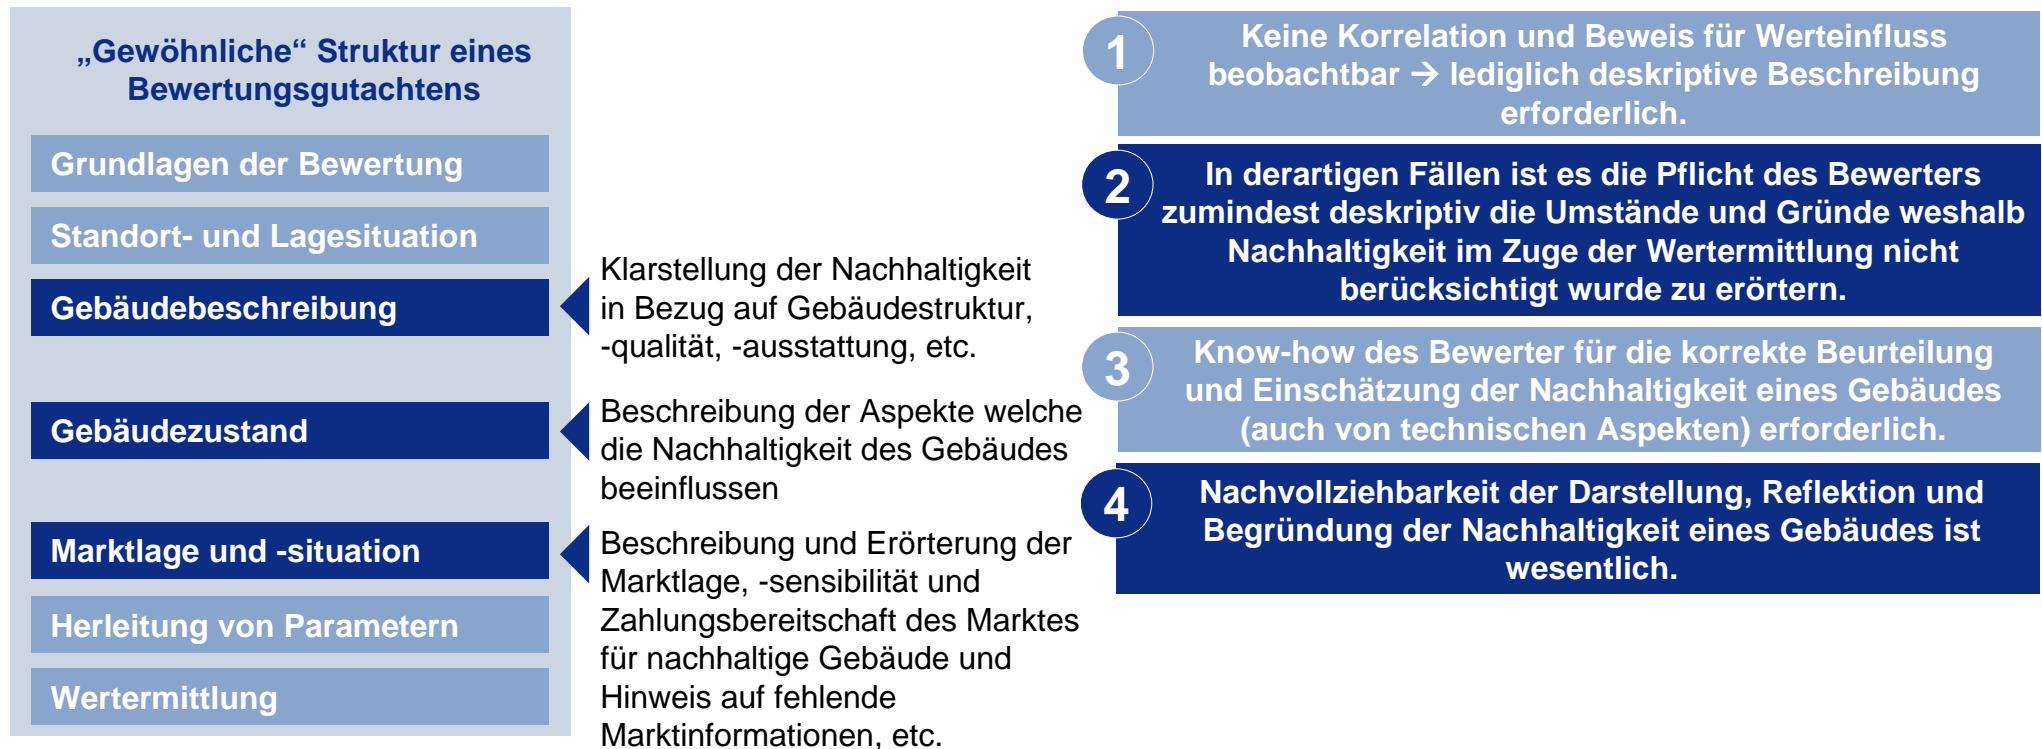 „Gewöhnliche“ Struktur eines
Bewertungsgutachtens
Grundlagen der Bewertung
Standort- und Lagesituation
Gebäudebeschreibung
Gebäudezustand
Marktlage und -situation
Herleitung von Parametern
Wertermittlung
Klarstellung der Nachhaltigkeit
in Bezug auf Gebäudestruktur,
-qualität, -ausstattung, etc.
Beschreibung der Aspekte welche
die Nachhaltigkeit des Gebäudes
beeinflussen
Beschreibung und Erörterung der
Marktlage, -sensibilität und
Zahlungsbereitschaft des Marktes
für nachhaltige Gebäude und
Hinweis auf fehlende
Marktinformationen, etc.
1
Keine Korrelation und Beweis für Werteinfluss
beobachtbar → lediglich deskriptive Beschreibung
erforderlich.
2
In derartigen Fällen ist es die Pflicht des Bewerters
zumindest deskriptiv die Umstände und Gründe weshalb
Nachhaltigkeit im Zuge der Wertermittlung nicht
berücksichtigt wurde zu erörtern.
3
Know-how des Bewerter für die korrekte Beurteilung
und Einschätzung der Nachhaltigkeit eines Gebäudes
(auch von technischen Aspekten) erforderlich.
4
Nachvollziehbarkeit der Darstellung, Reflektion und
Begründung der Nachhaltigkeit eines Gebäudes ist
wesentlich.